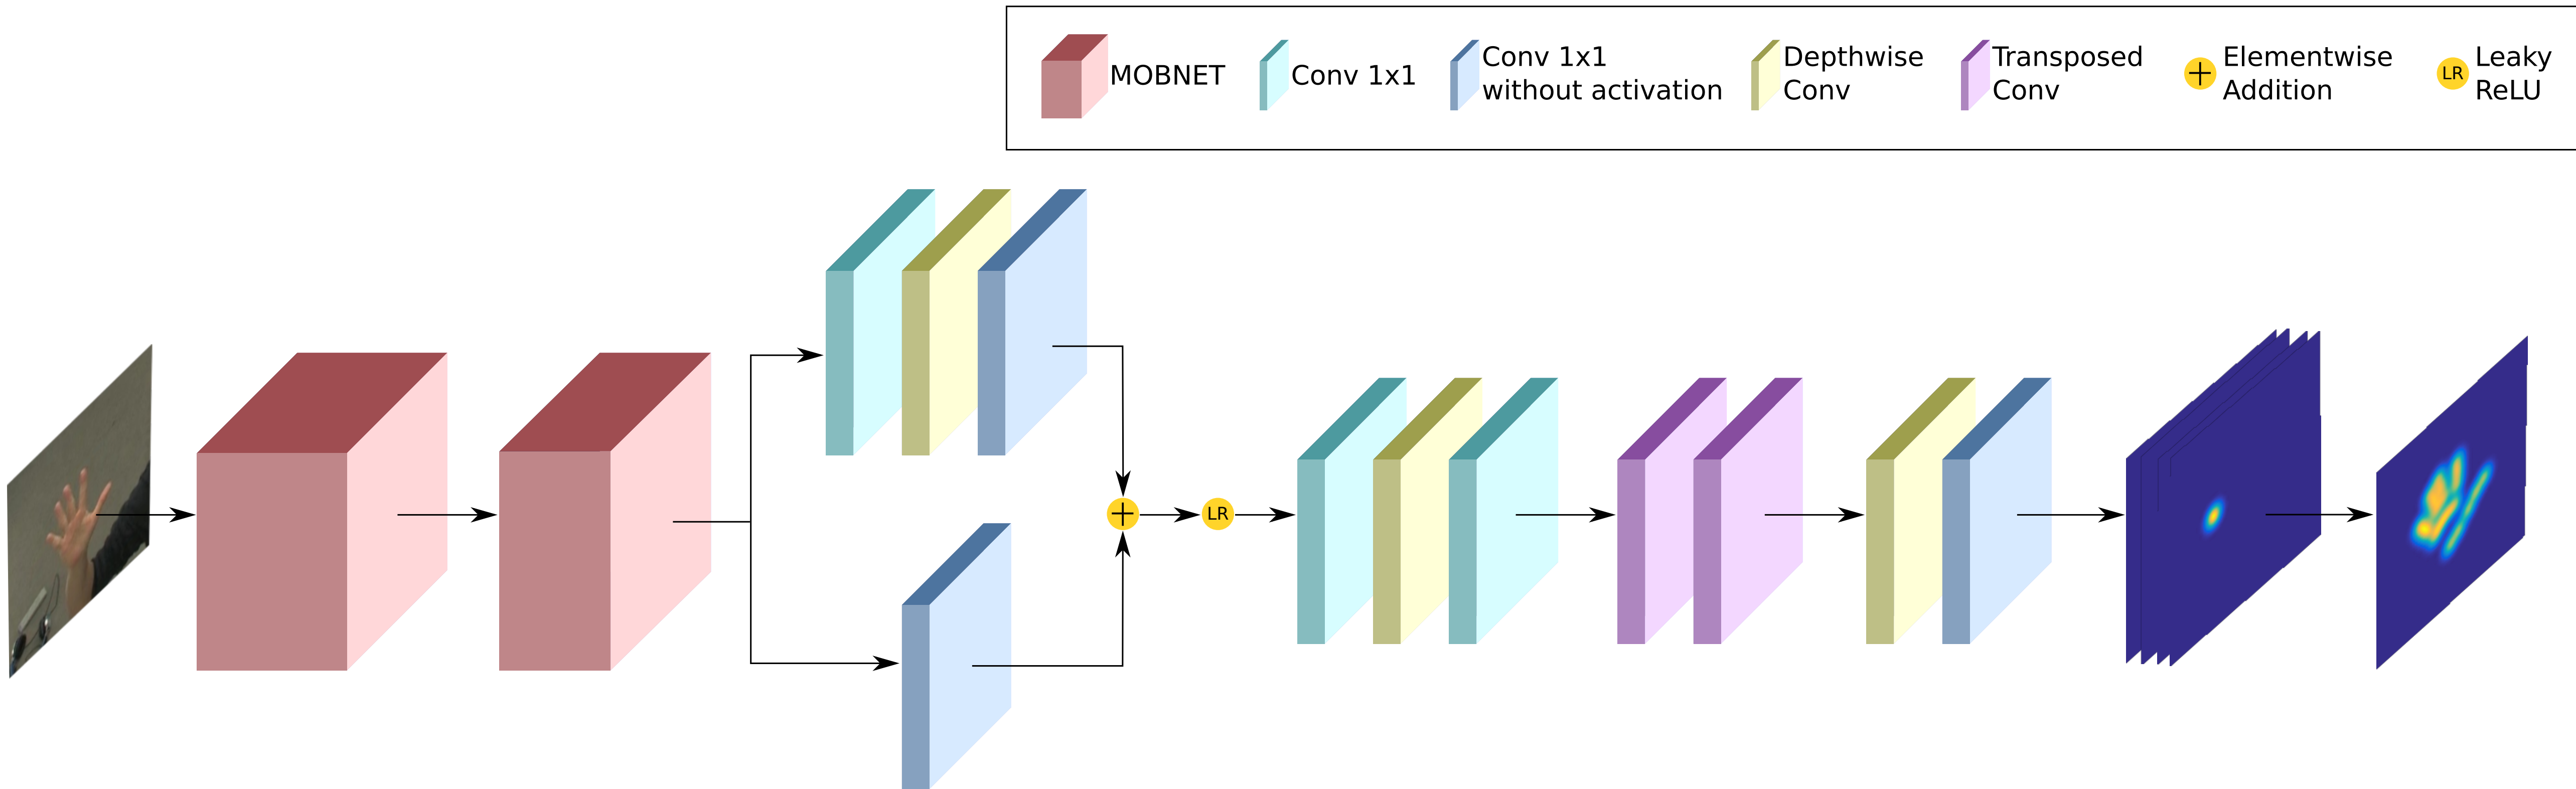 MOBNET
Conv 1x1
Conv 1x1
without activation
Depthwise
Conv
Transposed
Conv
+ Elementwise
Addition
LR Leaky
ReLU
+
LR